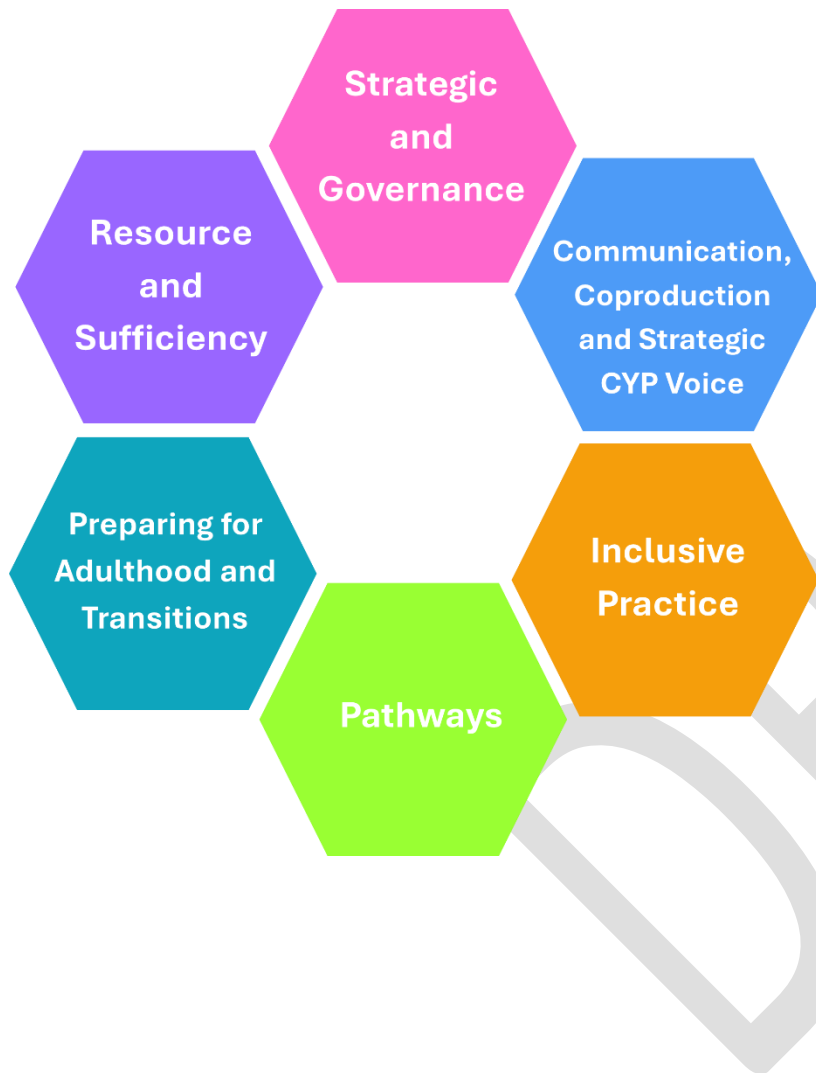 Strategic
and
Governance
Communication,
Coproduction
and Strategic
CYP Voice
Inclusive
Practice
Pathways
Preparing for
Adulthood and
Transitions
Resource
and
Sufficiency